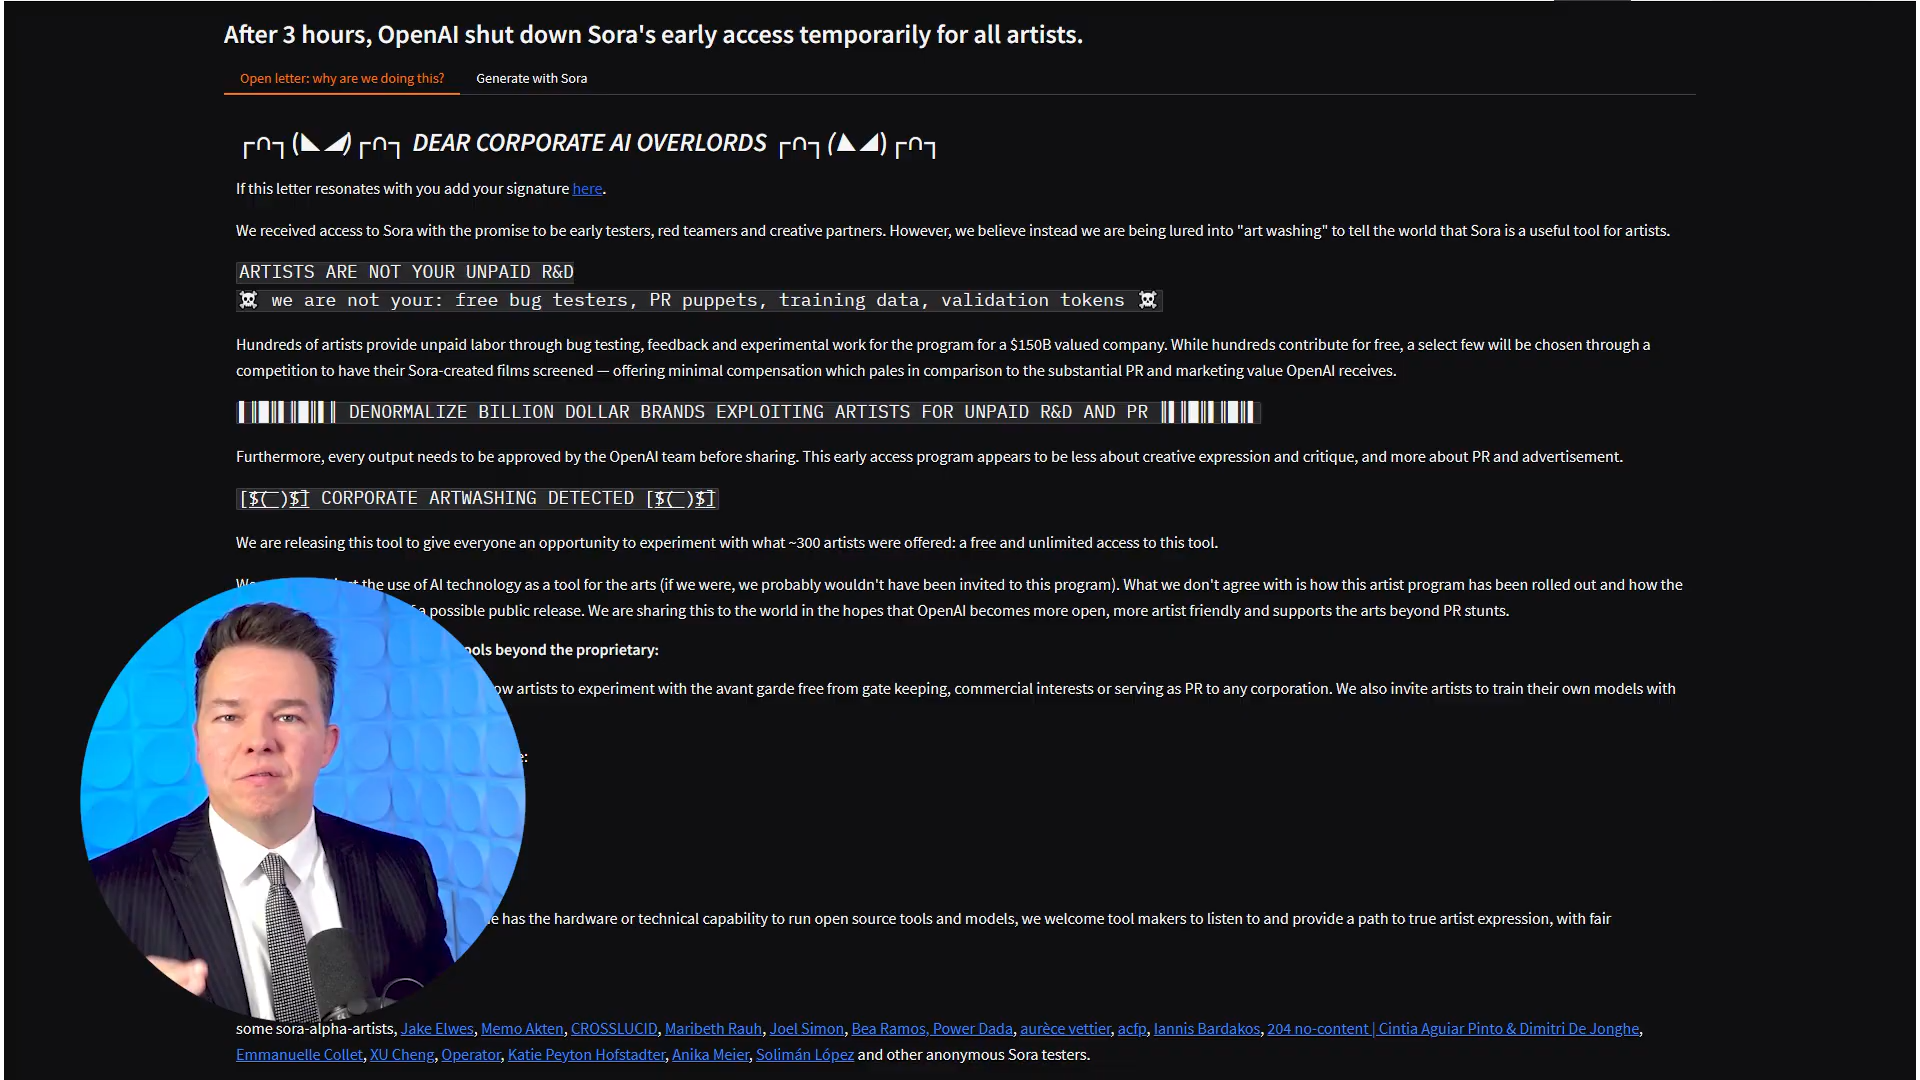 After 3 hours, OpenAI shut down Sora's early access temporarily for all artists.
Open letter: why are we doing this? Generate with Sora
┌∩┐(◣◢)┌∩┐ DEAR CORPORATE AI OVERLORDS ┌∩┐(◣◢)┌∩┐
If this letter resonates with you add your signature here.
We received access to Sora with the promise to be early testers, red teamers and creative partners. However, we believe instead we are being lured into "art washing" to tell the world that Sora is a useful tool for artists.
ARTISTS ARE NOT YOUR UNPAID R&D
☠️ we are not your: free bug testers, PR puppets, training data, validation tokens ☠️
Hundreds of artists provide unpaid labor through bug testing, feedback and experimental work for the program for a $150B valued company. While hundreds contribute for free, a select few will be chosen through a
competition to have their Sora-created films screened — offering minimal compensation which pales in comparison to the substantial PR and marketing value OpenAI receives.
▌║█║▌║█║▌║ DENORMALIZE BILLION DOLLAR BRANDS EXPLOITING ARTISTS FOR UNPAID R&D AND PR ║▌║█║▌║█║▌
Furthermore, every output needs to be approved by the OpenAI team before sharing. This early access program appears to be less about creative expression and critique, and more about PR and advertisement.
[̲̅$̲̅(̲̅ )̲̅$̲̅] CORPORATE ARTWASHING DETECTED [̲̅$̲̅(̲̅ )̲̅$̲̅]
We are releasing this tool to give everyone an opportunity to experiment with what ~300 artists were offered: a free and unlimited access to this tool.
the use of AI technology as a tool for the arts (if we were, we probably wouldn't have been invited to this program). What we don't agree with is how this artist program has been rolled out and how the
possible public release. We are sharing this to the world in the hopes that OpenAI becomes more open, more artist friendly and supports the arts beyond PR stunts.
beyond the proprietary:
artists to experiment with the avant garde free from gate keeping, commercial interests or serving as PR to any corporation. We also invite artists to train their own models with
has the hardware or technical capability to run open source tools and models, we welcome tool makers to listen to and provide a path to true artist expression, with fair
some sora-alpha-artists, Jake Elwes, Memo Akten, CROSSLUCID, Maribeth Rauh, Joel Simon, Bea Ramos, Power Dada, aurèce vettier, acfp, Iannis Bardakos, 204 no-content | Cintia Aguiar Pinto & Dimitri De Jonghe,
Emmanuelle Collet, XU Cheng, Operator, Katie Peyton Hofstadter, Anika Meier, Solimán López and other anonymous Sora testers.